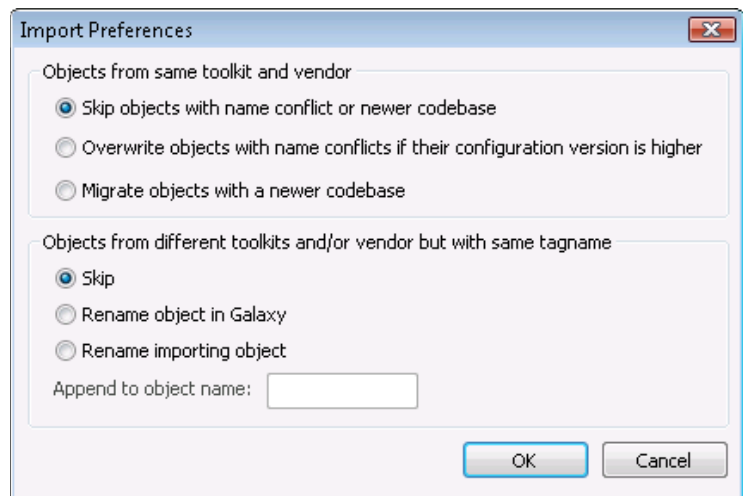 Import Preferences
Objects from same toolkit and vendor
Skip objects with name conflict or newer codebase
Overwrite objects with name conflicts if their configuration version is higher
Migrate objects with a newer codebase
Objects from different toolkits and/or vendor but with same tagname
Skip
Rename object in Galaxy
Rename importing object
Append to object name:
OK Cancel